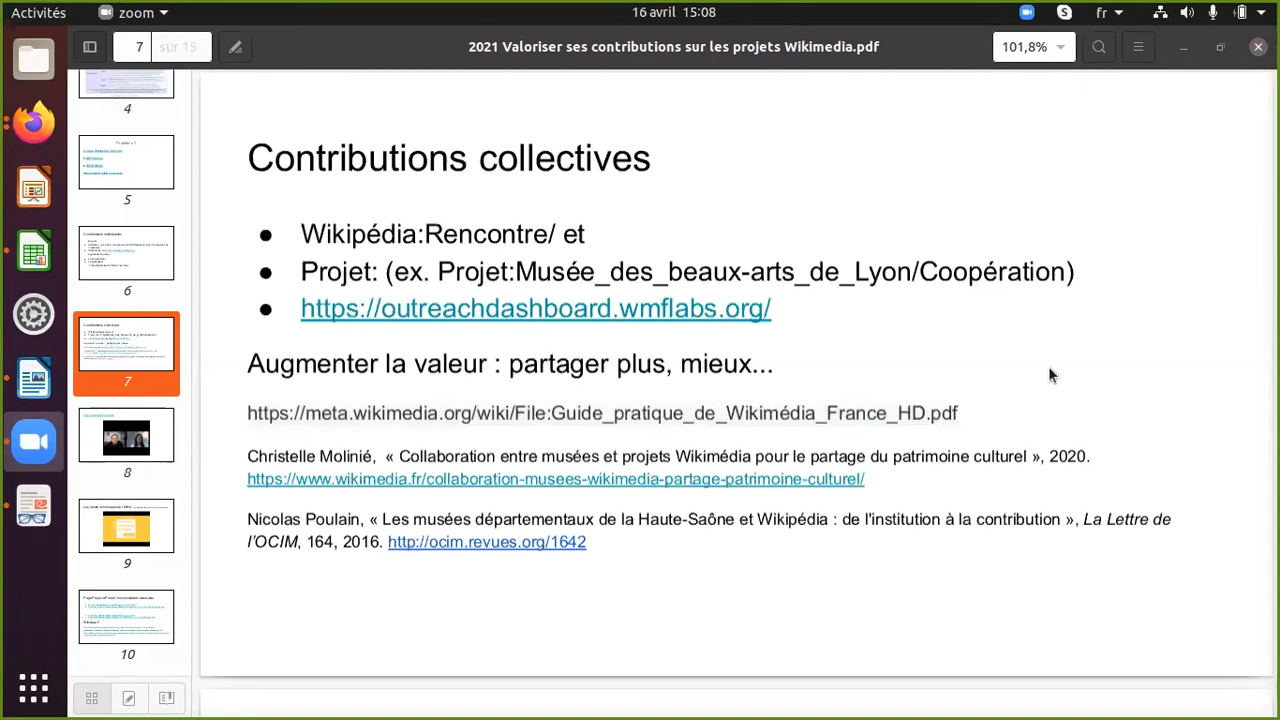 Activités
zoom
16 avril 15:08
fr
7 sur 15
2021 Valoriser ses contributions sur les projets Wikimedia.pdf
101,8%
4
5
6
7
8
9
10
Contributions collectives
● Wikipédia:Rencontre/ et
● Projet: (ex. Projet:Musée_des_beaux-arts_de_Lyon/Coopération)
● https://outreachdashboard.wmflabs.org/
Augmenter la valeur : partager plus, mieux...
https://meta.wikimedia.org/wiki/File:Guide_pratique_de_Wikimédia_France_HD.pdf
Christelle Molinié, « Collaboration entre musées et projets Wikimédia pour le partage du patrimoine culturel », 2020.
https://www.wikimedia.fr/collaboration-musees-wikimedia-partage-patrimoine-culturel/
Nicolas Poulain, « Les musées départementaux de la Haute-Saône et Wikipédia : de l'institution à la contribution », La Lettre de
l'OCIM, 164, 2016. http://ocim.revues.org/1642